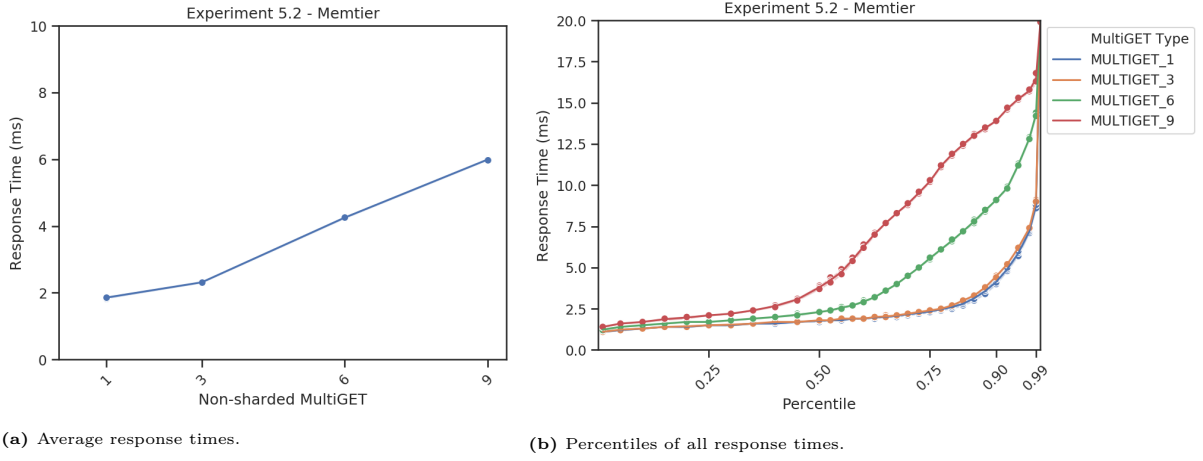 Experiment 5.2 - Memtier
10
8
6
4
2
0
Response Time (ms)
1 3 6 9
Non-sharded MultiGET
(a) Average response times.
Experiment 5.2 - Memtier
20.0
17.5
15.0
12.5
10.0
7.5
5.0
2.5
0.0
Response Time (ms)
0.25 0.50 0.75 0.90 0.99
Percentile
MultiGET Type
MULTIGET_1
MULTIGET_3
MULTIGET_6
MULTIGET_9
(b) Percentiles of all response times.